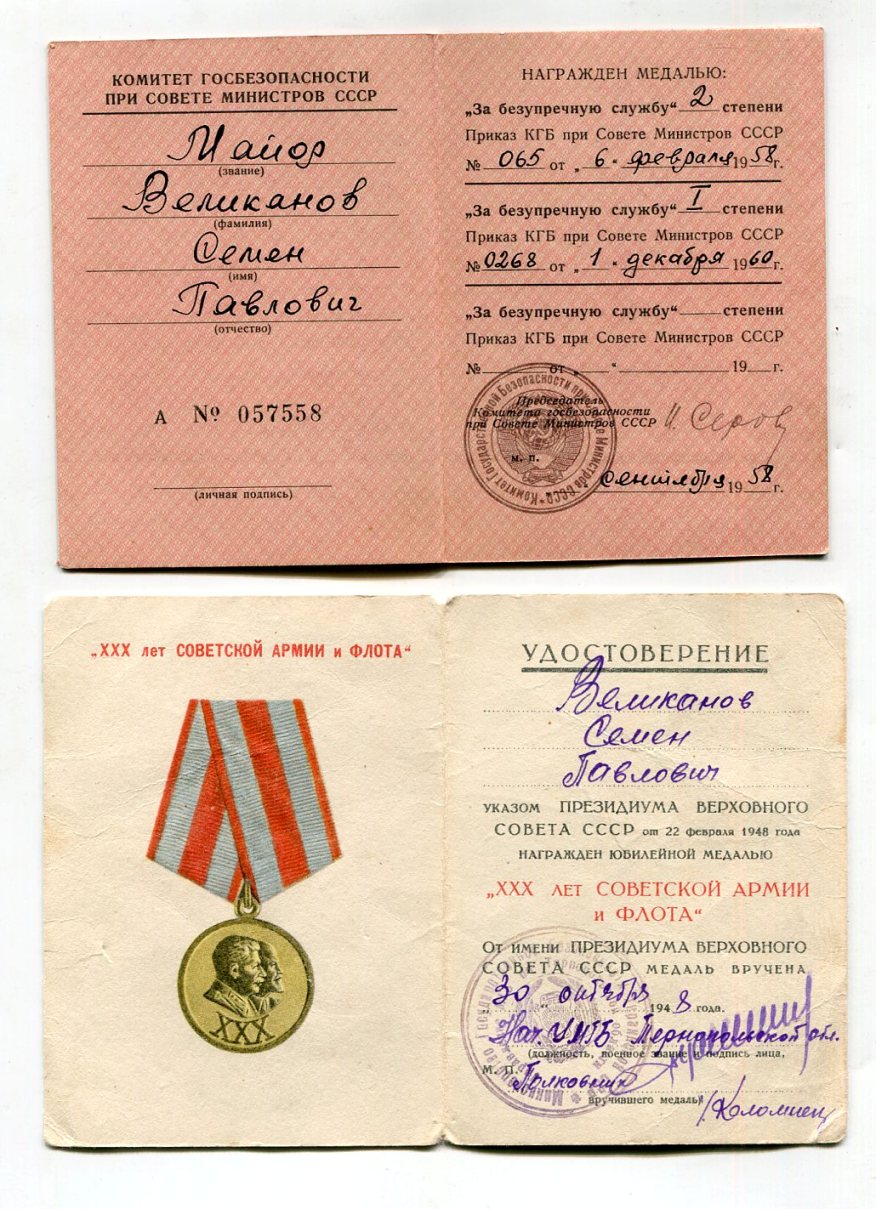 КОМИТЕТ ГОСБЕЗОПАСНОСТИ
ПРИ СОВЕТЕ МИНИСТРОВ СССР
Майор
(звание)
Великанов
(фамилия)
Семен
(имя)
Павлович
(отчество)
А № 057558
(личная подпись)
НАГРАЖДЕН МЕДАЛЬЮ:
„За безупречную службу“ 2 степени
Приказ КГБ при Совете Министров СССР
№ 065 от „ 6 “ февраля 1958 г.
„За безупречную службу“ I степени
Приказ КГБ при Совете Министров СССР
№ 0268 от „ 1 “ декабря 1960 г.
„За безупречную службу“ степени
Приказ КГБ при Совете Министров СССР
№ от „ “ 19 г.
Председатель
Комитета госбезопасности
при Совете Министров СССР И. Серов
м. п.
сентября 1958 г.
„XXX лет СОВЕТСКОЙ АРМИИ и ФЛОТА“
XXX
УДОСТОВЕРЕНИЕ
Великанов
Семен
Павлович
УКАЗОМ ПРЕЗИДИУМА ВЕРХОВНОГО
СОВЕТА СССР от 22 февраля 1948 года
НАГРАЖДЕН ЮБИЛЕЙНОЙ МЕДАЛЬЮ
„XXX ЛЕТ СОВЕТСКОЙ АРМИИ
И ФЛОТА“
ОТ ИМЕНИ ПРЕЗИДИУМА ВЕРХОВНОГО
СОВЕТА СССР МЕДАЛЬ ВРУЧЕНА
„ 30 “ октября 1948 года.
Нач. УМГБ Тернопольской обл.
(должность, военное звание и подпись лица,
М. П. Полковник
вручившего медаль)
/Коломиец